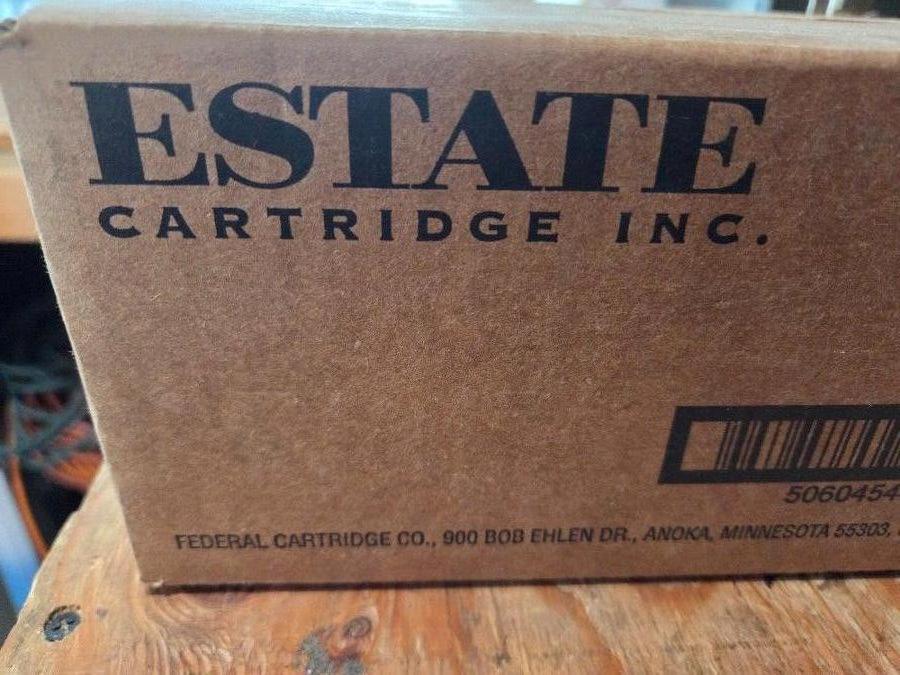 ESTATE
CARTRIDGE INC.
5060454
FEDERAL CARTRIDGE CO., 900 BOB EHLEN DR., ANOKA, MINNESOTA 55303,